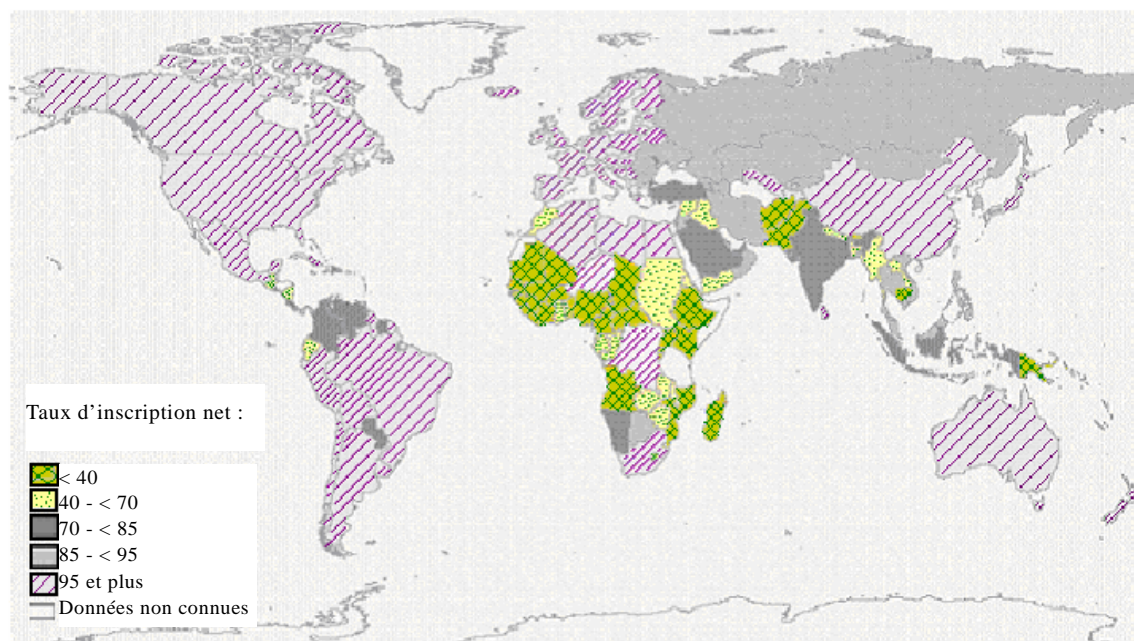 Taux d’inscription net :
< 40
40 - < 70
70 - < 85
85 - < 95
95 et plus
Données non connues